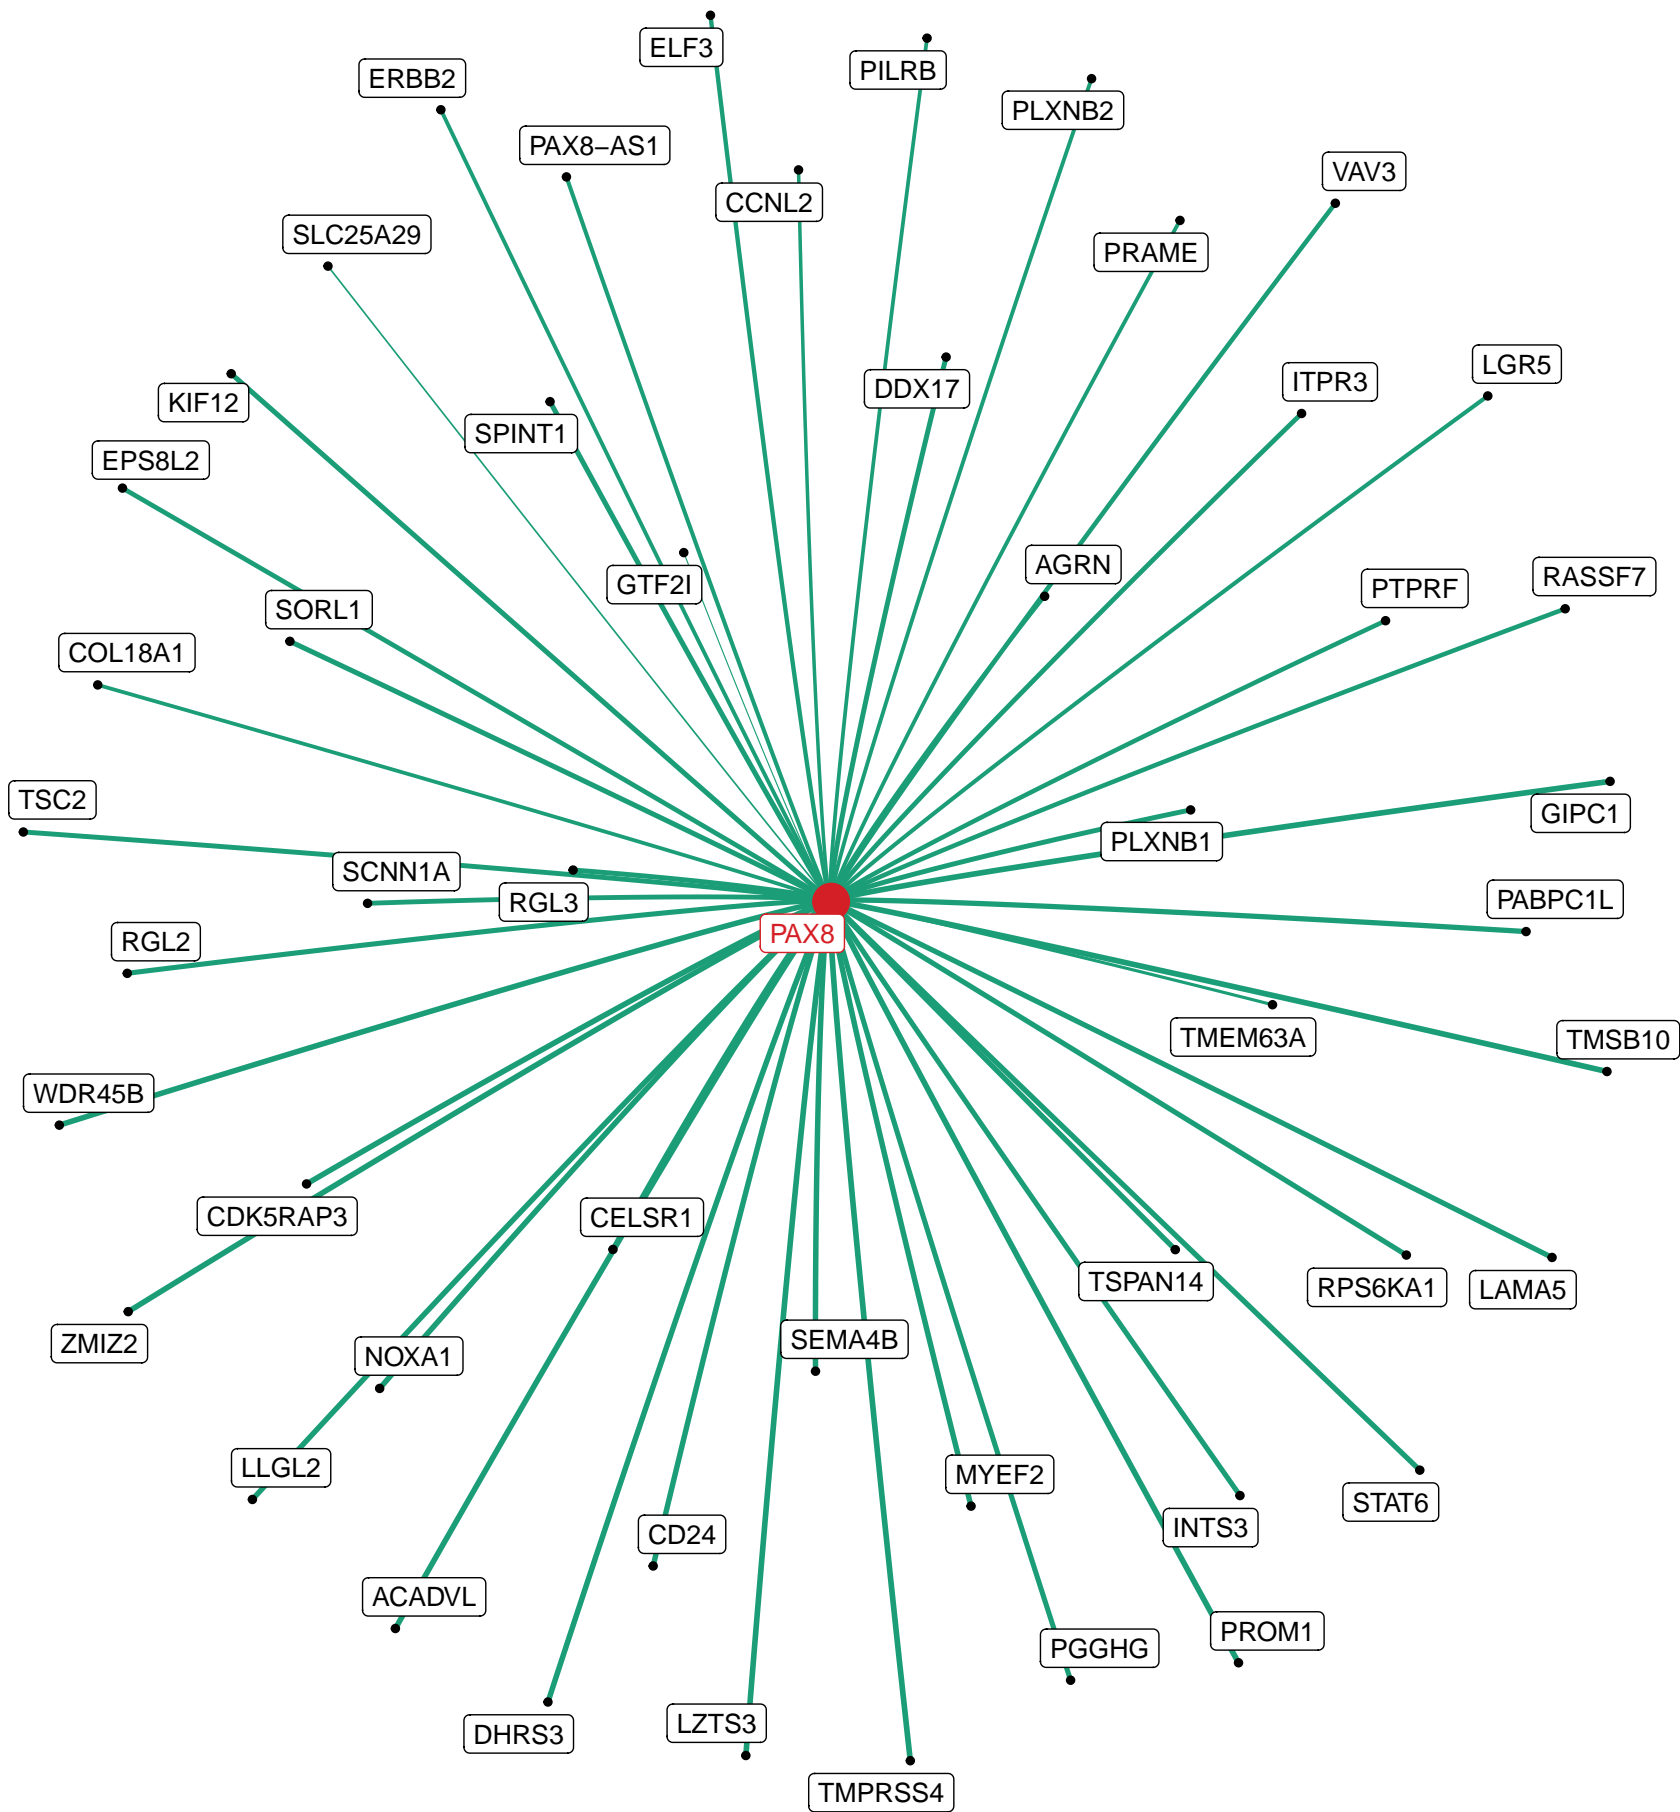 ELF3
PILRB
ERBB2
PLXNB2
PAX8–AS1
VAV3
CCNL2
SLC25A29
PRAME
LGR5
ITPR3
DDX17
KIF12
SPINT1
EPS8L2
AGRN
RASSF7
GTF2I
PTPRF
SORL1
COL18A1
TSC2
GIPC1
PLXNB1
SCNN1A
PABPC1L
RGL3
PAX8
RGL2
TMEM63A
TMSB10
WDR45B
CDK5RAP3
CELSR1
TSPAN14
RPS6KA1
LAMA5
SEMA4B
ZMIZ2
NOXA1
LLGL2
MYEF2
STAT6
INTS3
CD24
ACADVL
PROM1
PGGHG
LZTS3
DHRS3
TMPRSS4